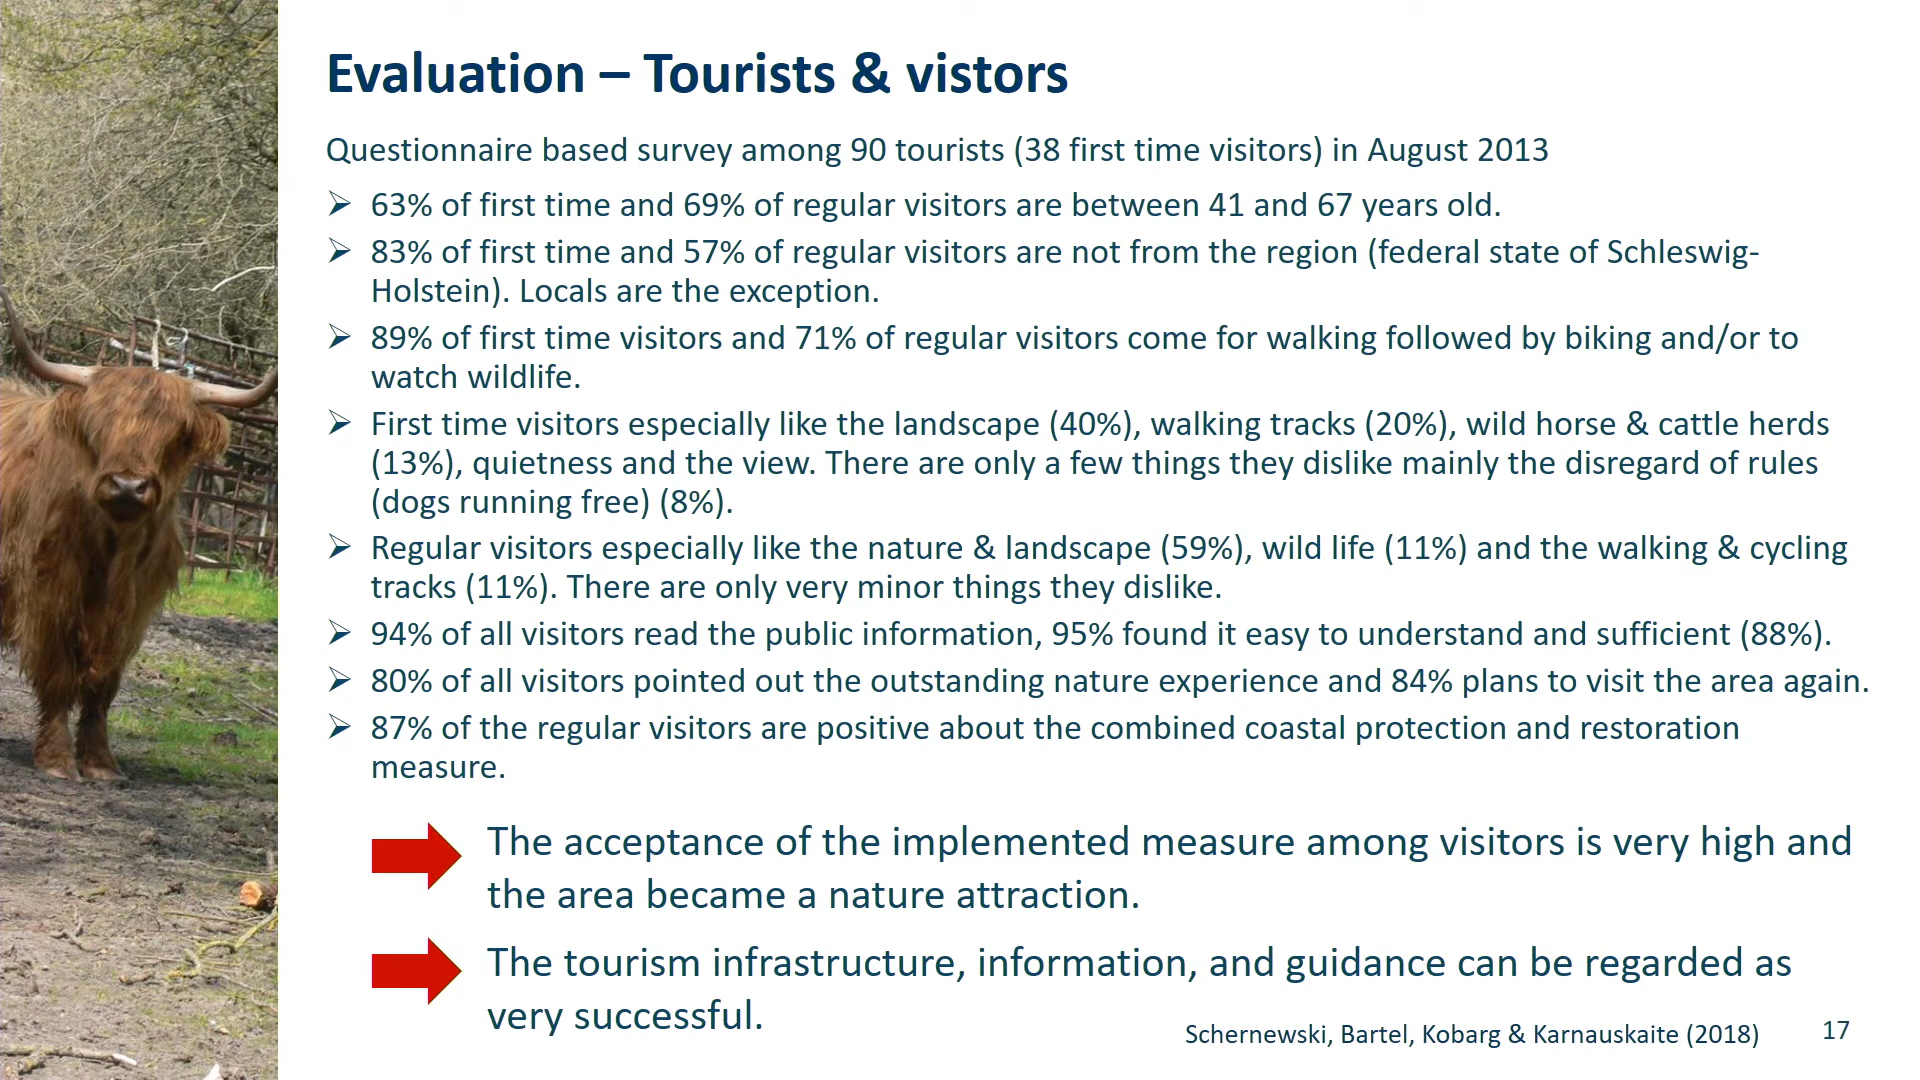 Evaluation – Tourists & vistors
Questionnaire based survey among 90 tourists (38 first time visitors) in August 2013
➢ 63% of first time and 69% of regular visitors are between 41 and 67 years old.
➢ 83% of first time and 57% of regular visitors are not from the region (federal state of Schleswig-
Holstein). Locals are the exception.
➢ 89% of first time visitors and 71% of regular visitors come for walking followed by biking and/or to
watch wildlife.
➢ First time visitors especially like the landscape (40%), walking tracks (20%), wild horse & cattle herds
(13%), quietness and the view. There are only a few things they dislike mainly the disregard of rules
(dogs running free) (8%).
➢ Regular visitors especially like the nature & landscape (59%), wild life (11%) and the walking & cycling
tracks (11%). There are only very minor things they dislike.
➢ 94% of all visitors read the public information, 95% found it easy to understand and sufficient (88%).
➢ 80% of all visitors pointed out the outstanding nature experience and 84% plans to visit the area again.
➢ 87% of the regular visitors are positive about the combined coastal protection and restoration
measure.
The acceptance of the implemented measure among visitors is very high and
the area became a nature attraction.
The tourism infrastructure, information, and guidance can be regarded as
very successful.
Schernewski, Bartel, Kobarg & Karnauskaite (2018)
17